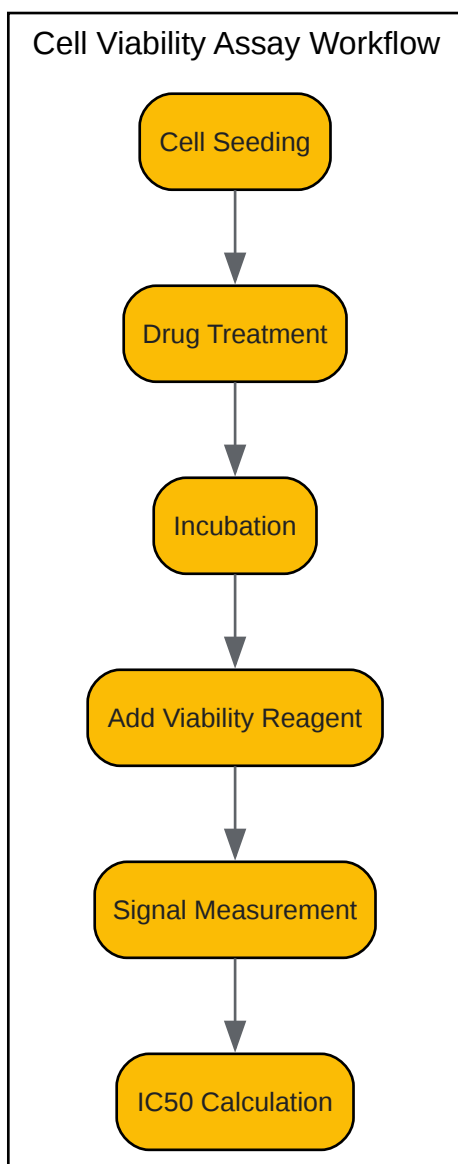 Cell Viability Assay Workflow
Cell Seeding
Drug Treatment
Incubation
Add Viability Reagent
Signal Measurement
IC50 Calculation